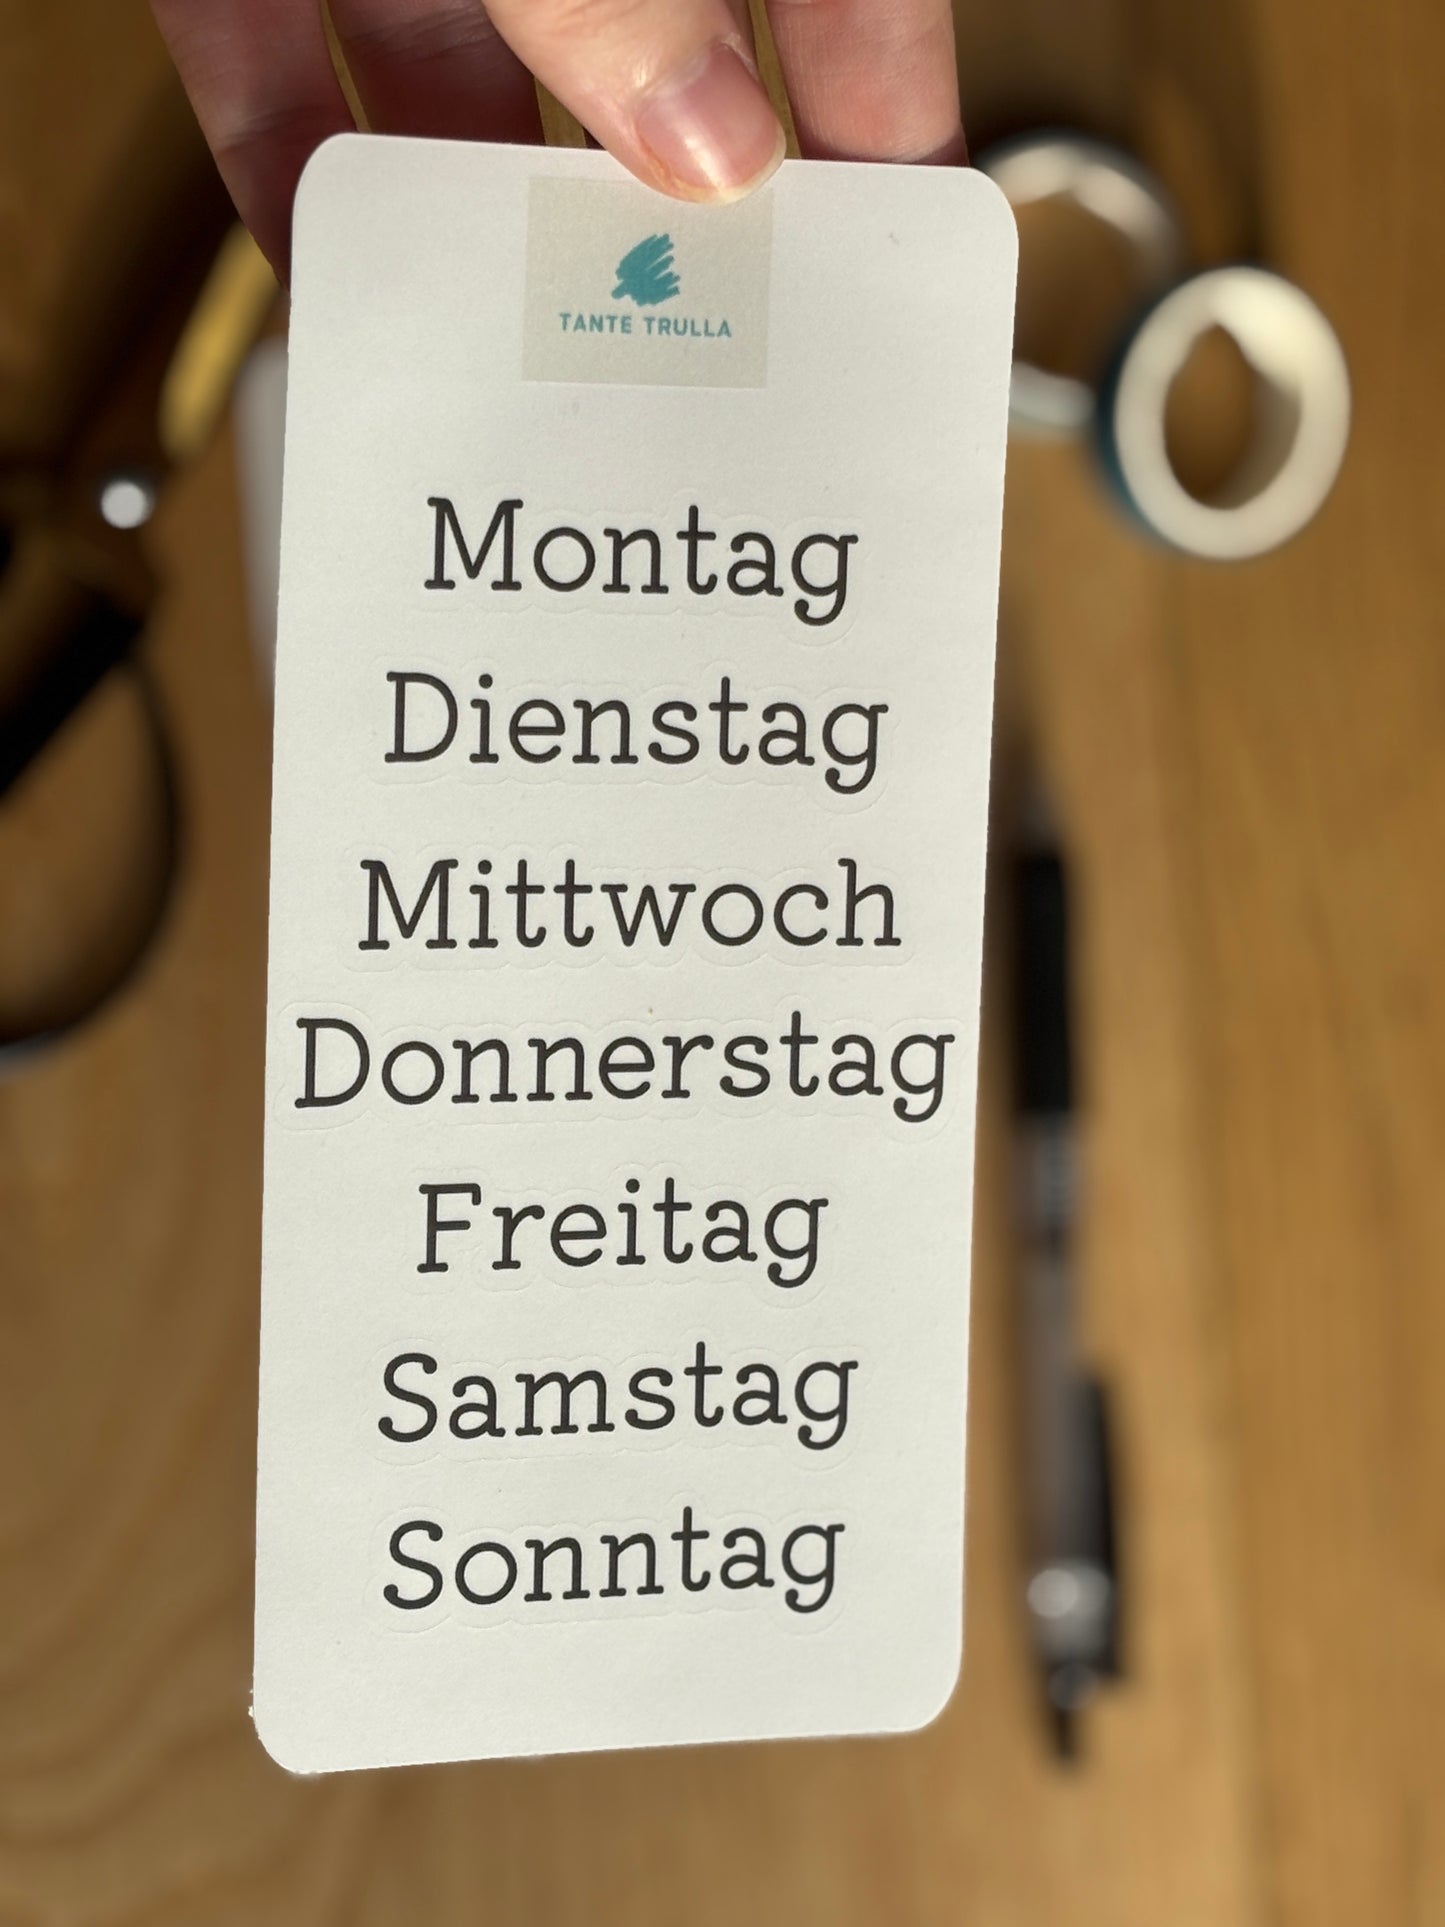 TANTE TRULLA
Montag
Dienstag
Mittwoch
Donnerstag
Freitag
Samstag
Sonntag